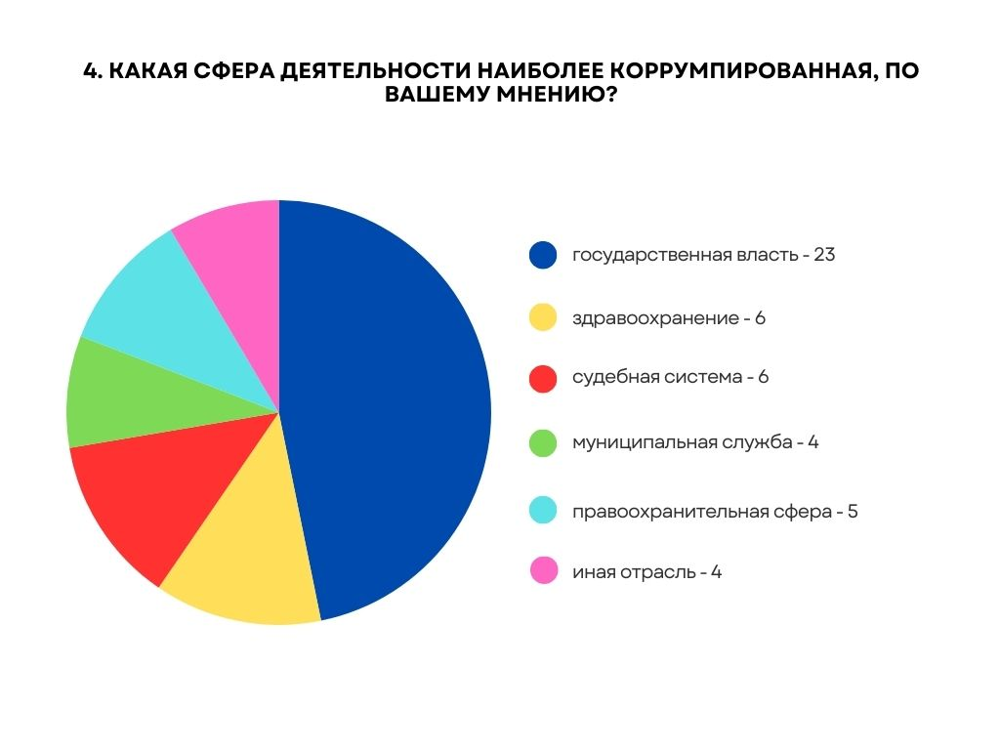 4. КАКАЯ СФЕРА ДЕЯТЕЛЬНОСТИ НАИБОЛЕЕ КОРРУМПИРОВАННАЯ, ПО
ВАШЕМУ МНЕНИЮ?
государственная власть - 23
здравоохранение - 6
судебная система - 6
муниципальная служба - 4
правоохранительная сфера - 5
иная отрасль - 4